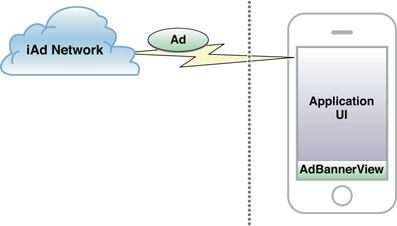 Ad
iAd Network
Application
UI
AdBannerView